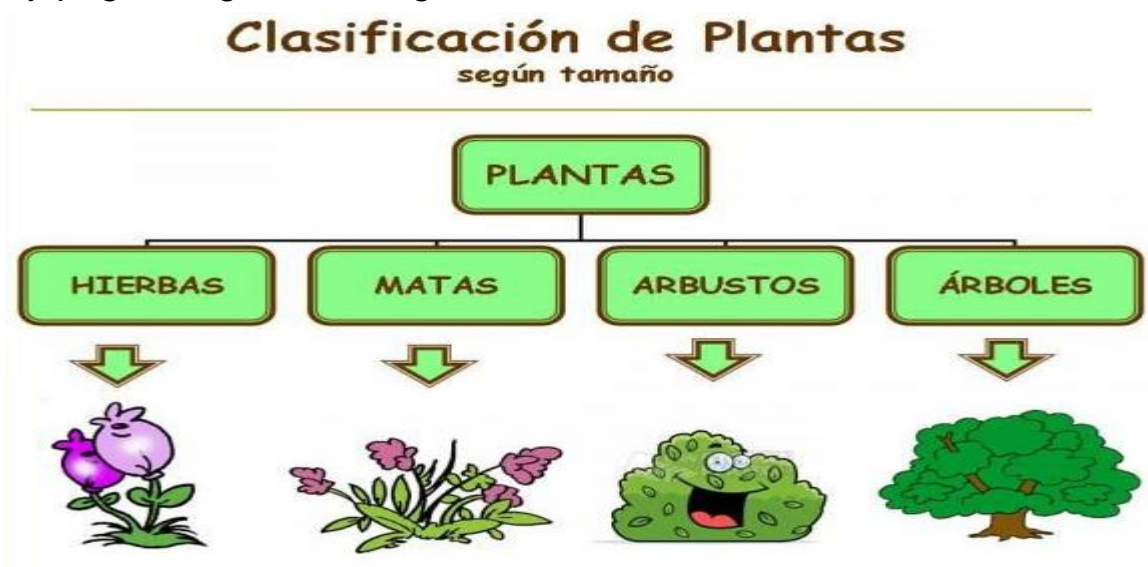 Clasificación de Plantas
según tamaño
PLANTAS
HIERBAS
MATAS
ARBUSTOS
ÁRBOLES